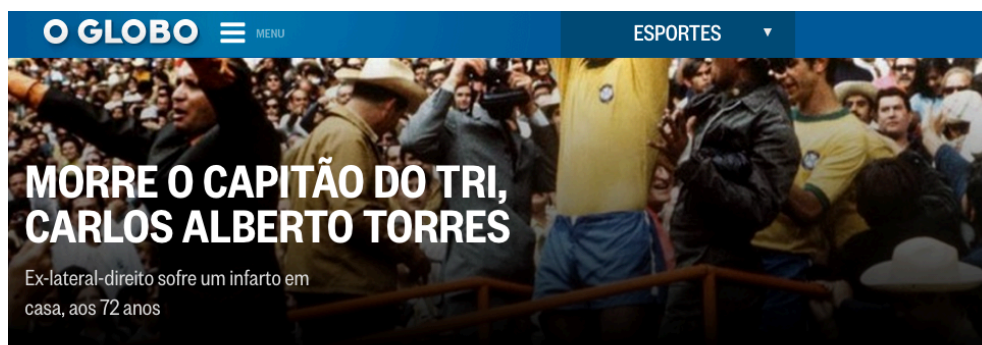 O GLOBO MENU ESPORTES
MORRE O CAPITÃO DO TRI,
CARLOS ALBERTO TORRES
Ex-lateral-direito sofre um infarto em
casa, aos 72 anos